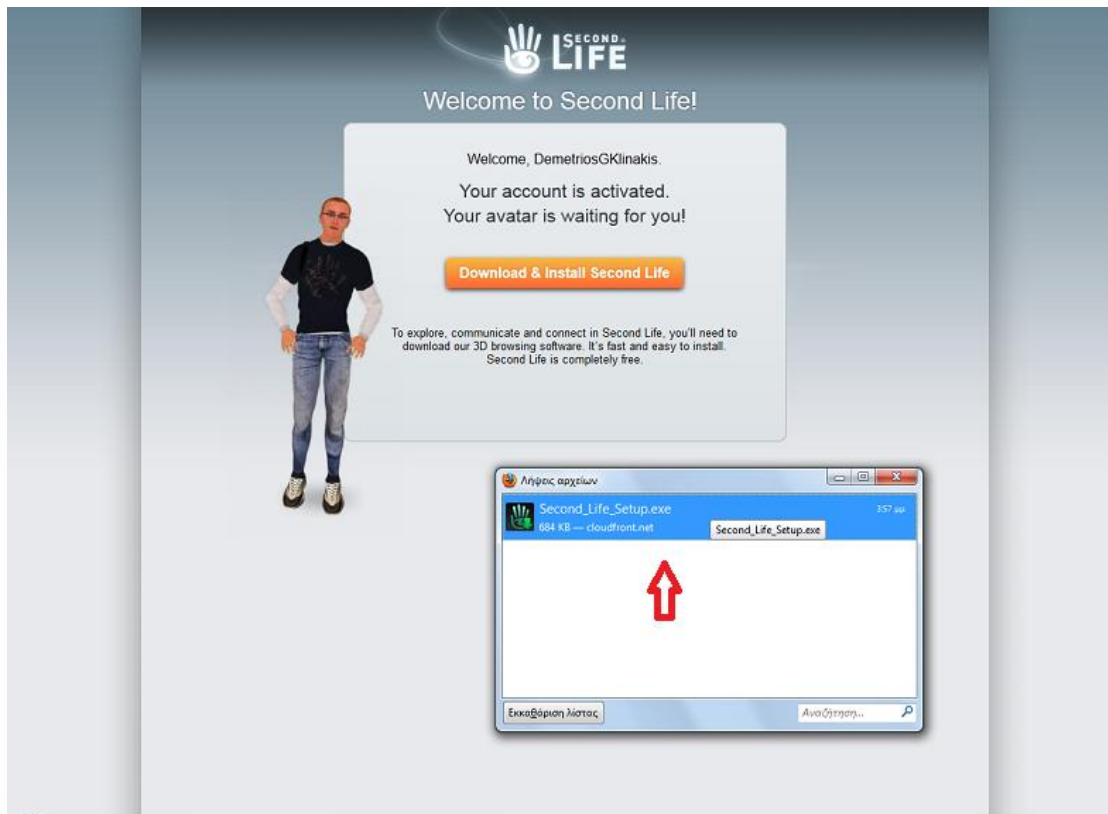 SECOND
LIFE
Welcome to Second Life!
Welcome, DemetriosGKlinakis.
Your account is activated.
Your avatar is waiting for you!
Download & Install Second Life
To explore, communicate and connect in Second Life, you'll need to
download our 3D browsing software. It's fast and easy to install.
Second Life is completely free.
Λήψεις αρχείων
Second_Life_Setup.exe 3:57 μμ
684 KB — cloudfront.net
Second_Life_Setup.exe
Εκκαθάριση λίστας
Αναζήτηση...